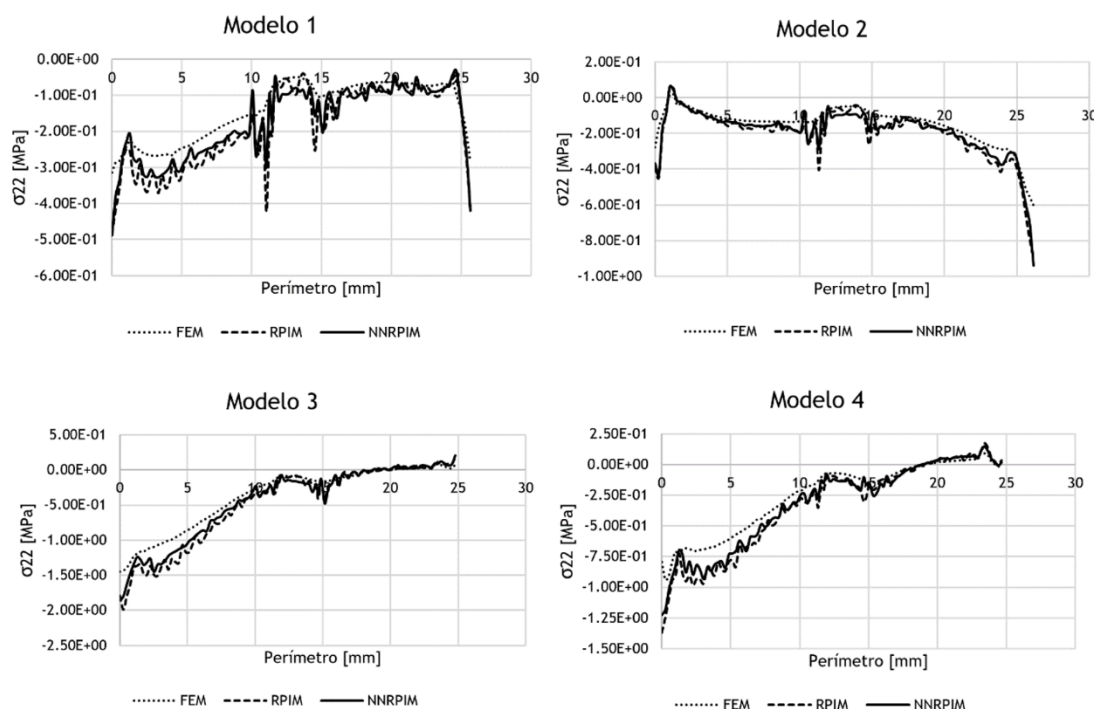 Modelo 1
0.00E+00
0 5 10 15 20 25 30
-1.00E-01
-2.00E-01
-3.00E-01
-4.00E-01
-5.00E-01
-6.00E-01
σ22 [MPa]
Perímetro [mm]
FEM RPIM NNRPIM
Modelo 2
2.00E-01
0.00E+00
0 5 10 15 20 25 30
-2.00E-01
-4.00E-01
-6.00E-01
-8.00E-01
-1.00E+00
σ22 [MPa]
Perímetro [mm]
FEM RPIM NNRPIM
Modelo 3
5.00E-01
0.00E+00
0 5 10 15 20 25 30
-5.00E-01
-1.00E+00
-1.50E+00
-2.00E+00
-2.50E+00
σ22 [MPa]
Perímetro [mm]
FEM RPIM NNRPIM
Modelo 4
2.50E-01
0.00E+00
0 5 10 15 20 25 30
-2.50E-01
-5.00E-01
-7.50E-01
-1.00E+00
-1.25E+00
-1.50E+00
σ22 [MPa]
Perímetro [mm]
FEM RPIM NNRPIM